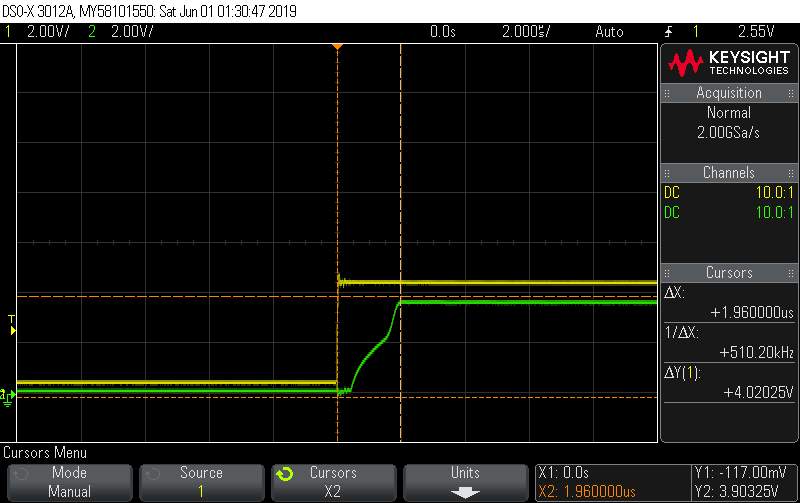 DSO-X 3012A, MY58101550: Sat Jun 01 01:30:47 2019
1 2.00V/ 2 2.00V/ 0.0s 2.000us/ Auto 1 2.55V
KEYSIGHT
TECHNOLOGIES
Acquisition
Normal
2.00GSa/s
Channels
DC 10.0:1
DC 10.0:1
Cursors
ΔX:
+1.960000us
1/ΔX:
+510.20kHz
ΔY(1):
+4.02025V
T
Cursors Menu
Mode
Manual
Source
1
Cursors
X2
Units
X1: 0.0s
X2: 1.960000us
Y1: -117.00mV
Y2: 3.90325V